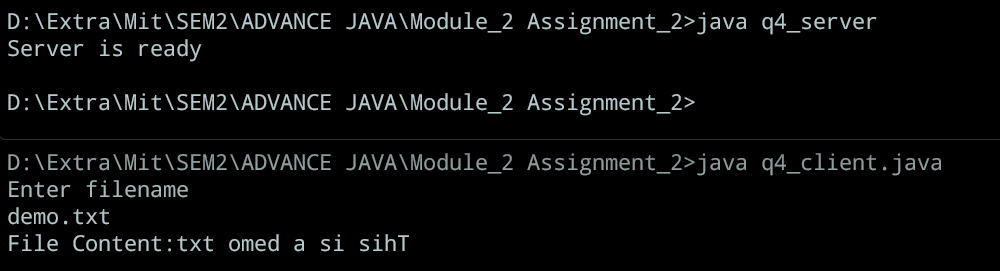 D:\Extra\Mit\SEM2\ADVANCE JAVA\Module_2 Assignment_2>java q4_server
Server is ready
D:\Extra\Mit\SEM2\ADVANCE JAVA\Module_2 Assignment_2>
D:\Extra\Mit\SEM2\ADVANCE JAVA\Module_2 Assignment_2>java q4_client.java
Enter filename
demo.txt
File Content:txt omed a si sihT